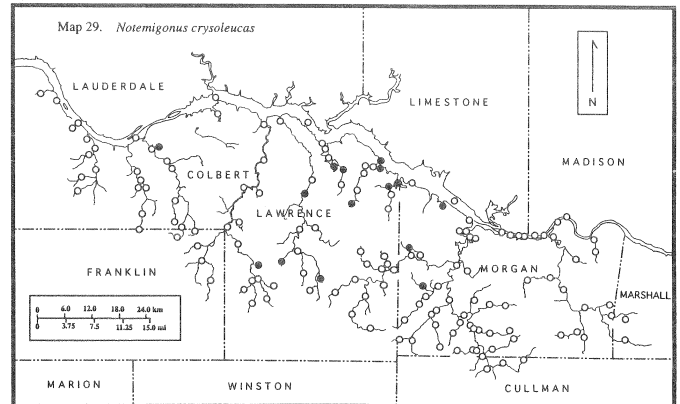 Map 29. Notemigonus crysoleucas
LAUDERDALE
LIMESTONE
N
MADISON
COLBERT
LAWRENCE
FRANKLIN
MORGAN
MARSHALL
0 6.0 12.0 18.0 24.0 km
0 3.75 7.5 11.25 15.0 mi
MARION
WINSTON
CULLMAN